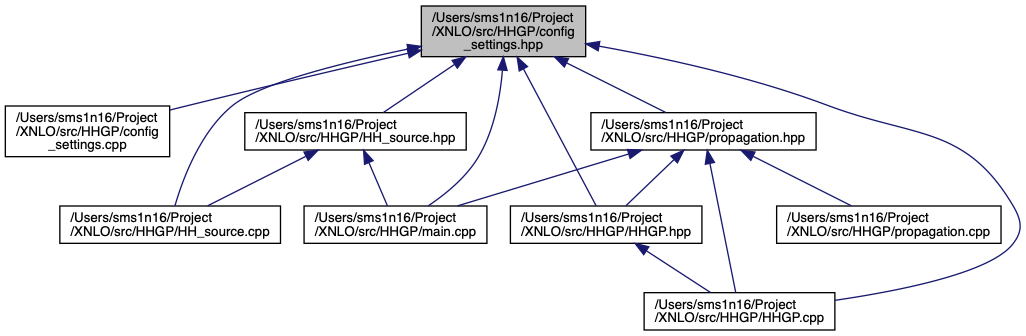 /Users/sms1n16/Project
/XNLO/src/HHGP/config
_settings.hpp
/Users/sms1n16/Project
/XNLO/src/HHGP/config
_settings.cpp
/Users/sms1n16/Project
/XNLO/src/HHGP/HH_source.hpp
/Users/sms1n16/Project
/XNLO/src/HHGP/propagation.hpp
/Users/sms1n16/Project
/XNLO/src/HHGP/HH_source.cpp
/Users/sms1n16/Project
/XNLO/src/HHGP/main.cpp
/Users/sms1n16/Project
/XNLO/src/HHGP/HHGP.hpp
/Users/sms1n16/Project
/XNLO/src/HHGP/propagation.cpp
/Users/sms1n16/Project
/XNLO/src/HHGP/HHGP.cpp